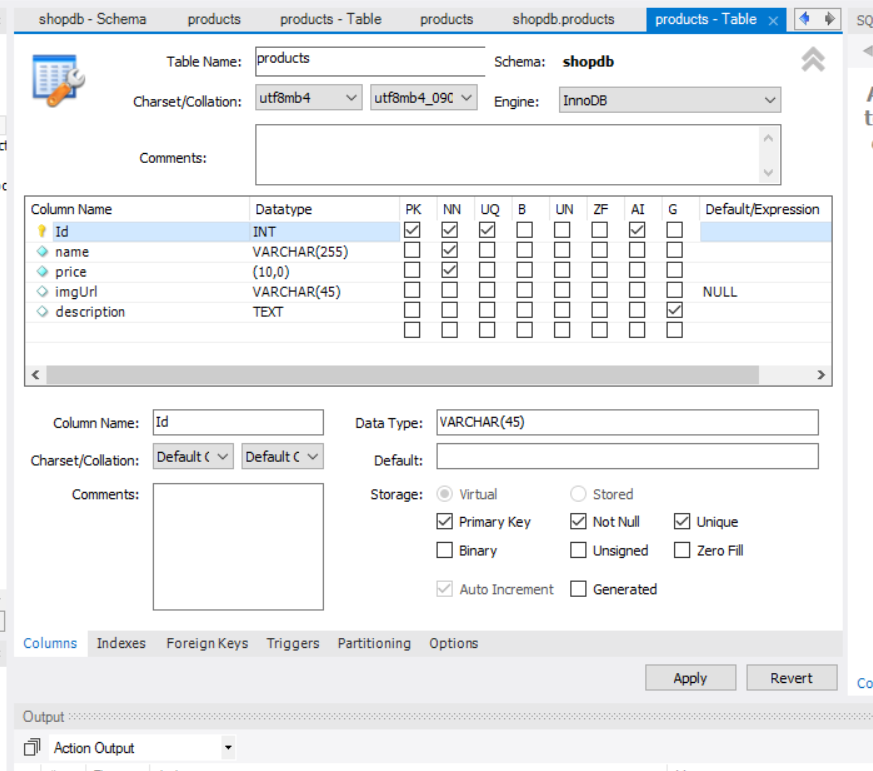 shopdb - Schema products products - Table products shopdb.products products - Table × SQ
Table Name: products Schema: shopdb
Charset/Collation: utf8mb4 utf8mb4_090 Engine: InnoDB
Comments:
Column Name Datatype PK NN UQ B UN ZF AI G Default/Expression
Id INT
name VARCHAR(255)
price (10,0)
imgUrl VARCHAR(45) NULL
description TEXT
Column Name: Id Data Type: VARCHAR(45)
Charset/Collation: Default C Default C Default:
Comments: Storage: Virtual Stored
Primary Key Not Null Unique
Binary Unsigned Zero Fill
Auto Increment Generated
Columns Indexes Foreign Keys Triggers Partitioning Options
Apply Revert
Co
Output
Action Output